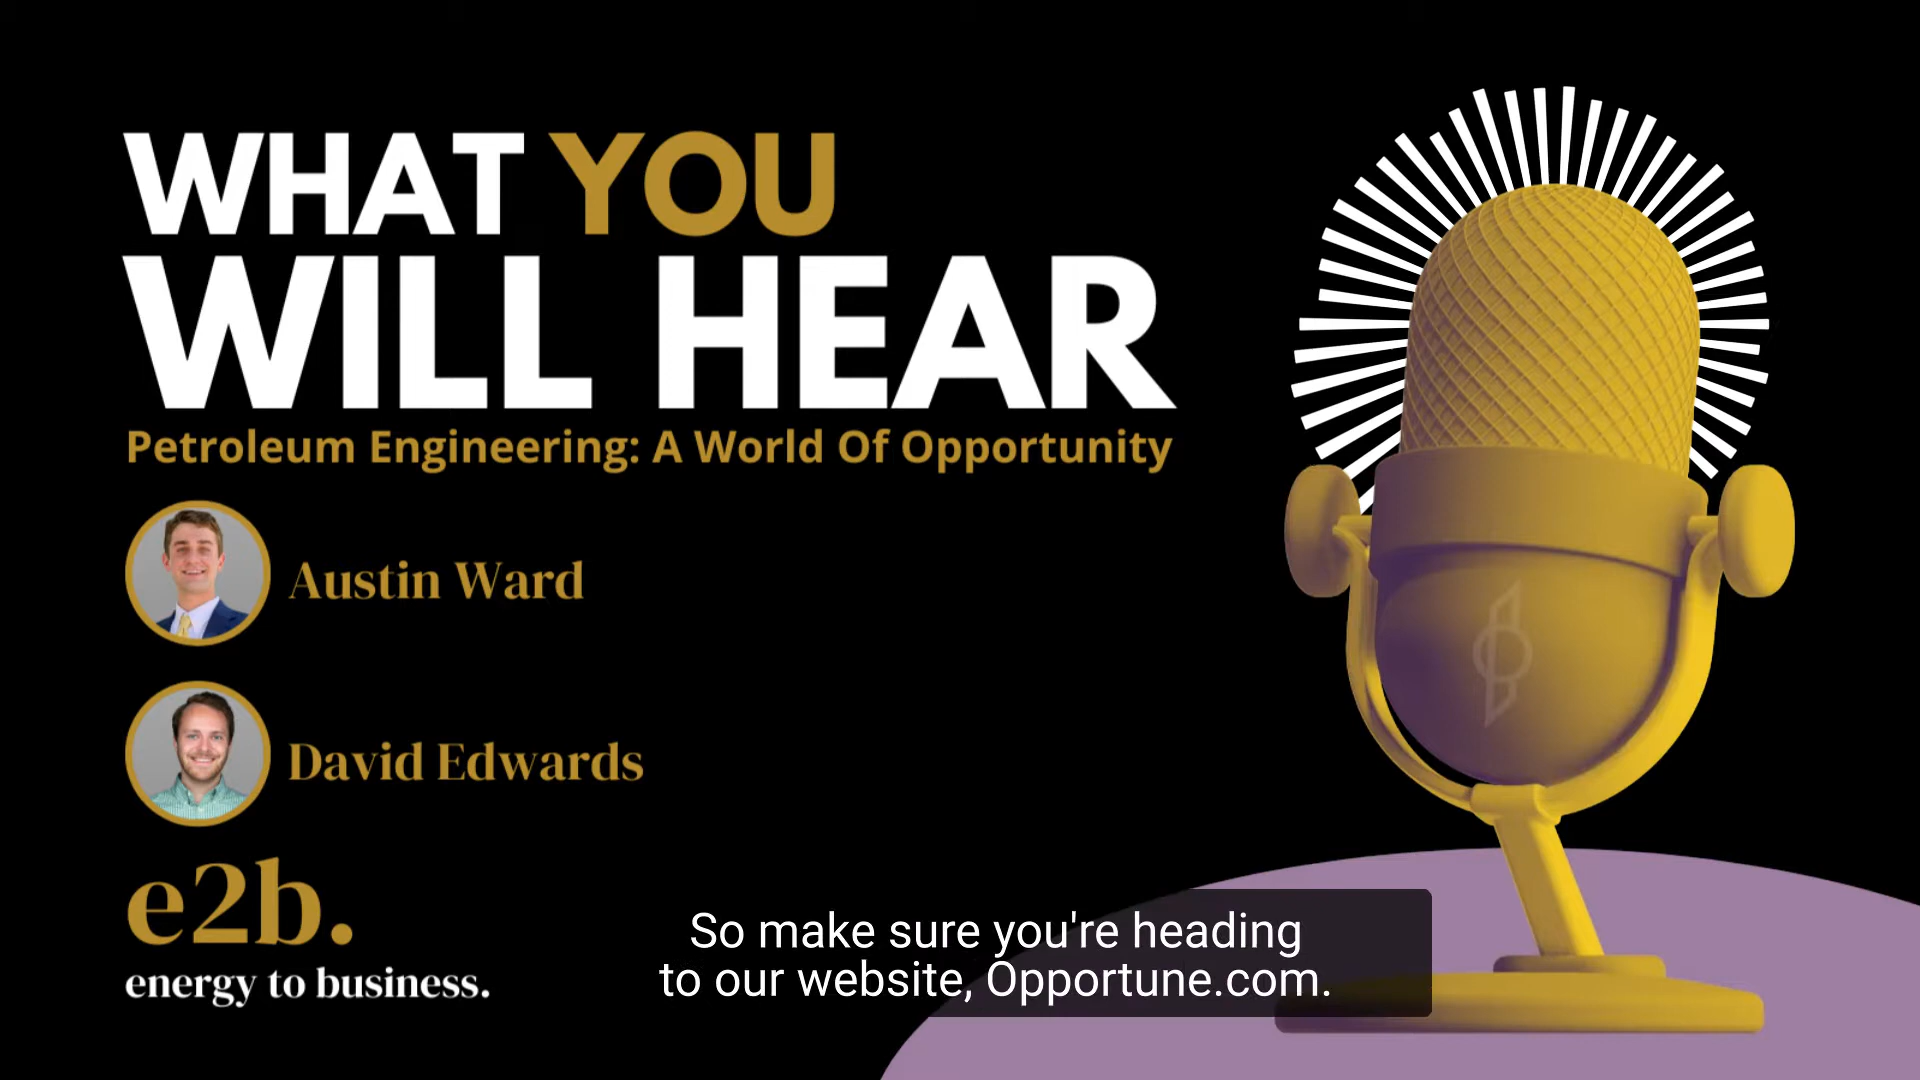 WHAT YOU
WILL HEAR
Petroleum Engineering: A World Of Opportunity
Austin Ward
David Edwards
e2b.
energy to business.
So make sure you're heading
to our website, Opportune.com.